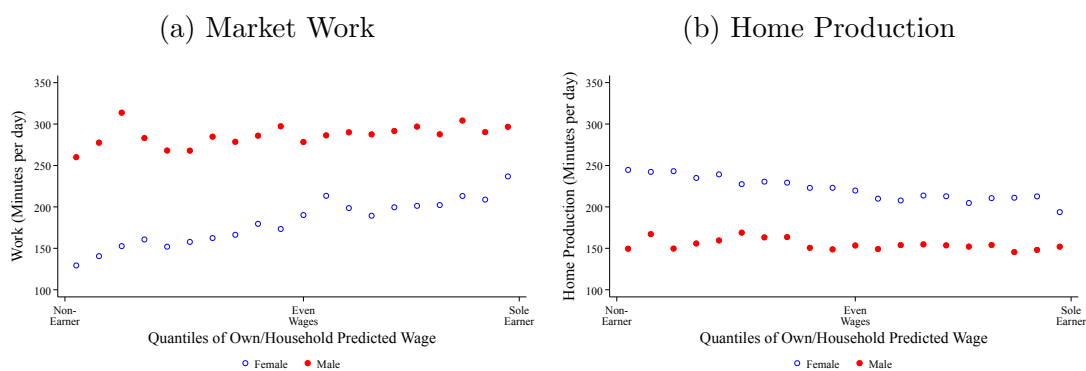 (a) Market Work
Work (Minutes per day)
350
300
250
200
150
100
Non-
Earner
Even
Wages
Sole
Earner
Quantiles of Own/Household Predicted Wage
Female
Male
(b) Home Production
Home Production (Minutes per day)
350
300
250
200
150
100
Non-
Earner
Even
Wages
Sole
Earner
Quantiles of Own/Household Predicted Wage
Female
Male